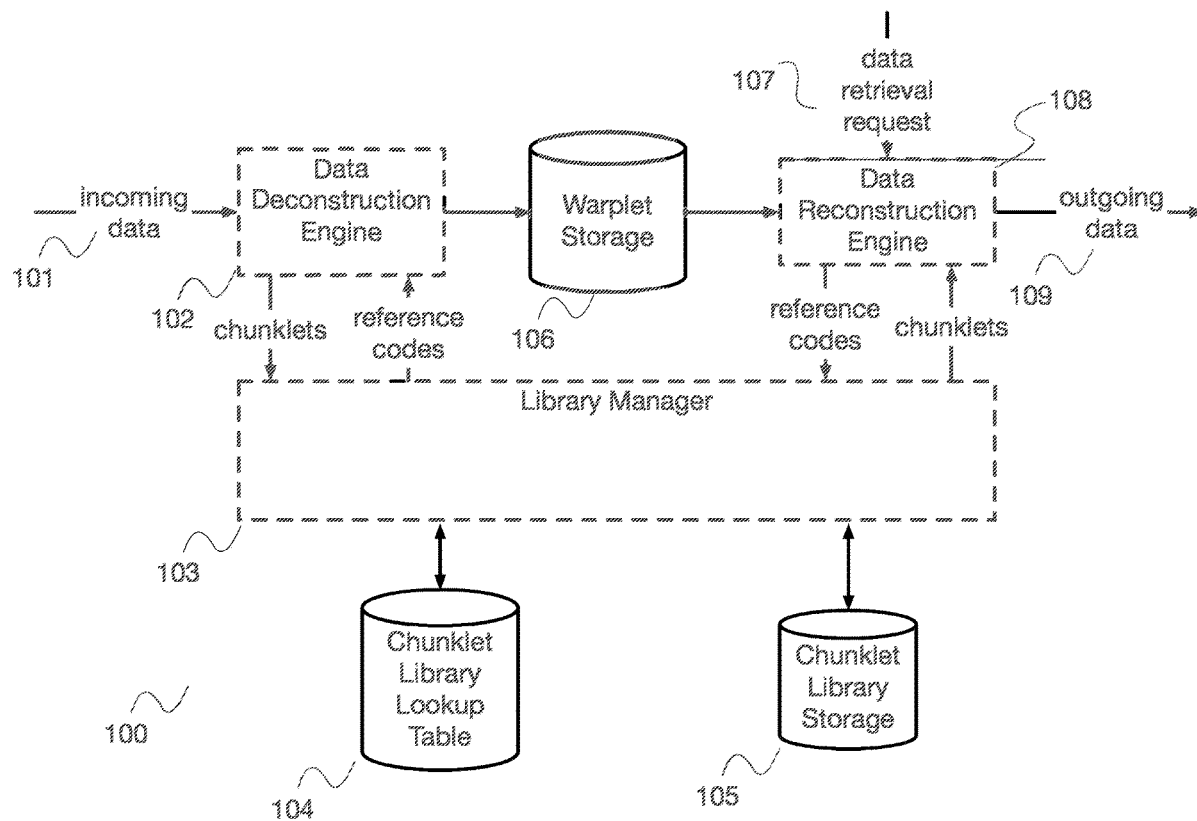 data
retrieval
request
107
108
incoming
data
101
Data
Deconstruction
Engine
102
Warplet
Storage
106
Data
Reconstruction
Engine
outgoing
data
109
chunklets
reference
codes
reference
codes
chunklets
Library Manager
103
Chunklet
Library
Lookup
Table
104
Chunklet
Library
Storage
105
100